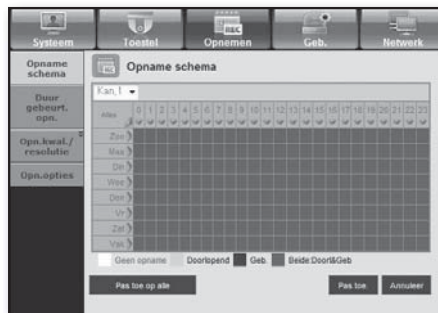 Systeem Toestel Opnemen Geb. Netwerk
REC
Opname schema
Duur gebeurt. opn.
Opn.kwal./ resolutie
Opn.opties
Opname schema
Kan,1
Alles 0 1 2 3 4 5 6 7 8 9 10 11 12 13 14 15 16 17 18 19 20 21 22 23
Zon
Maa
Din
Woe
Don
Vr
Zat
Vak
Geen opname Doorlopend Geb. Beide:Door&Geb
Pas toe op alle Pas toe Annuleer